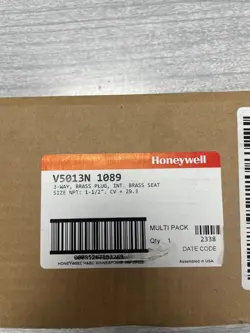 Honeywell
V5013N 1089
3-WAY, BRASS PLUG, INT. BRASS SEAT
SIZE NPT: 1-1/2", CV = 29.3
MULTI PACK
Qty. 1
2338
DATE CODE
Assembled in USA.